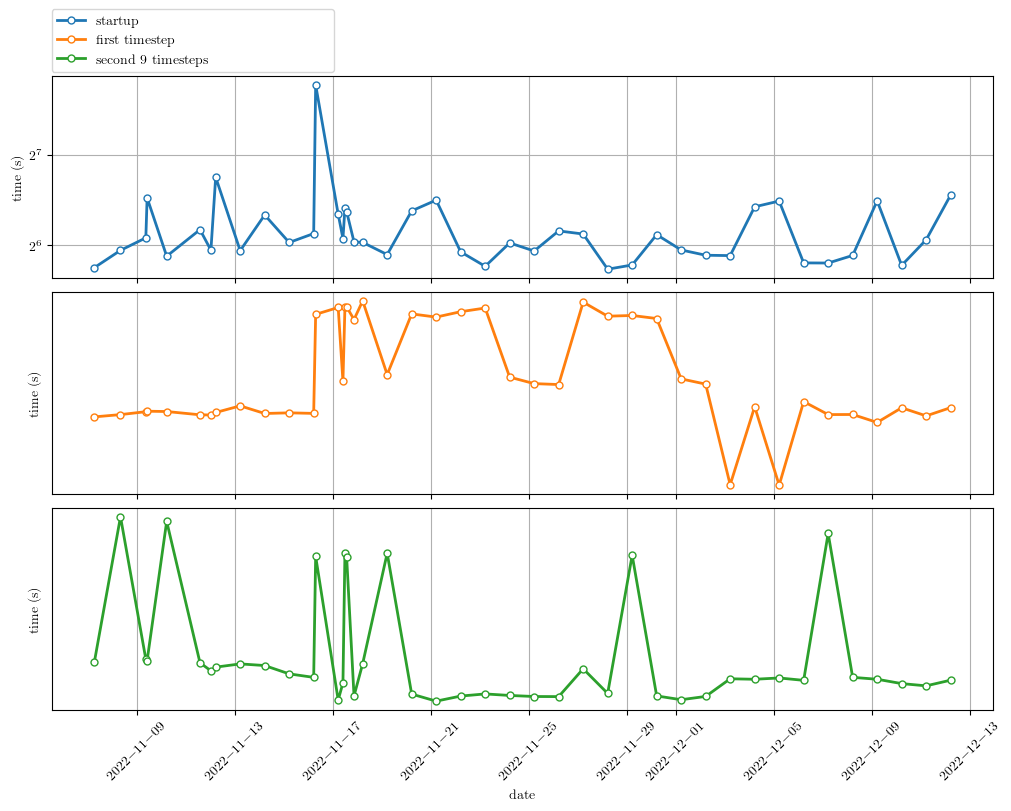 startup
first timestep
second 9 timesteps
time (s)
2^7
2^6
time (s)
time (s)
2022−11−09
2022−11−13
2022−11−17
2022−11−21
2022−11−25
2022−11−29
2022−12−01
2022−12−05
2022−12−09
2022−12−13
date